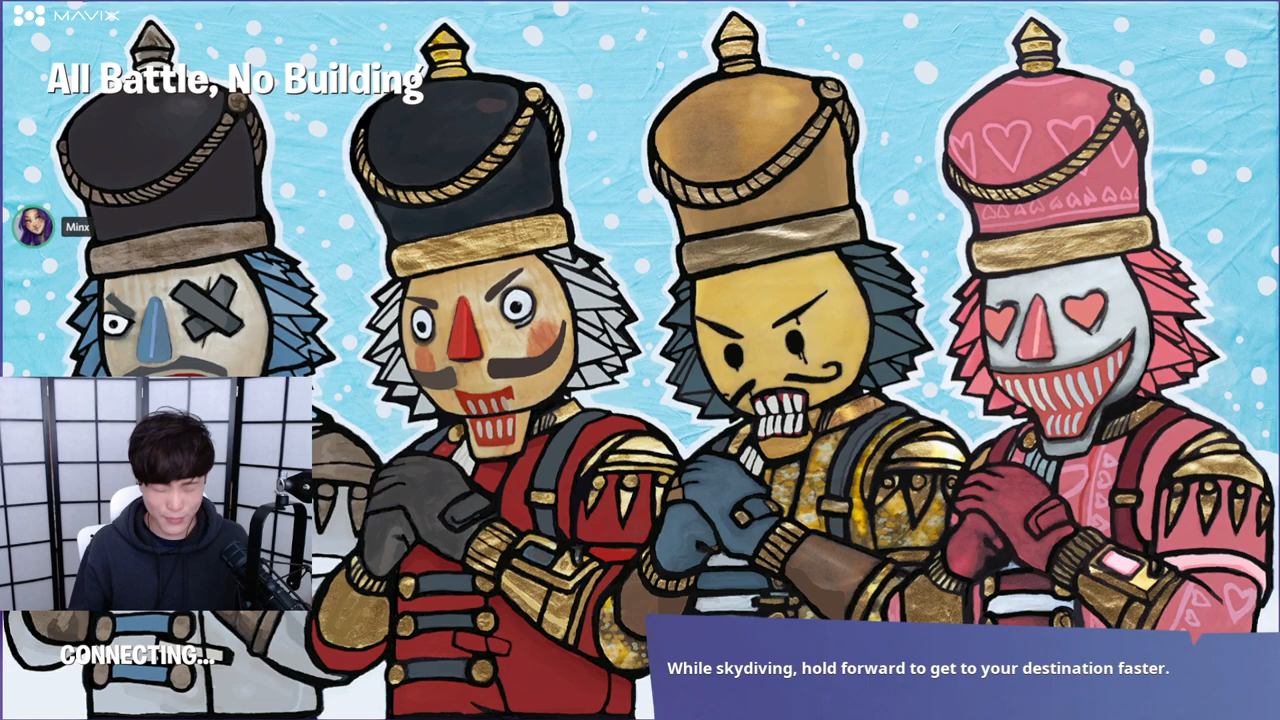 MAVIX
All Battle, No Building
Minx
CONNECTING...
While skydiving, hold forward to get to your destination faster.